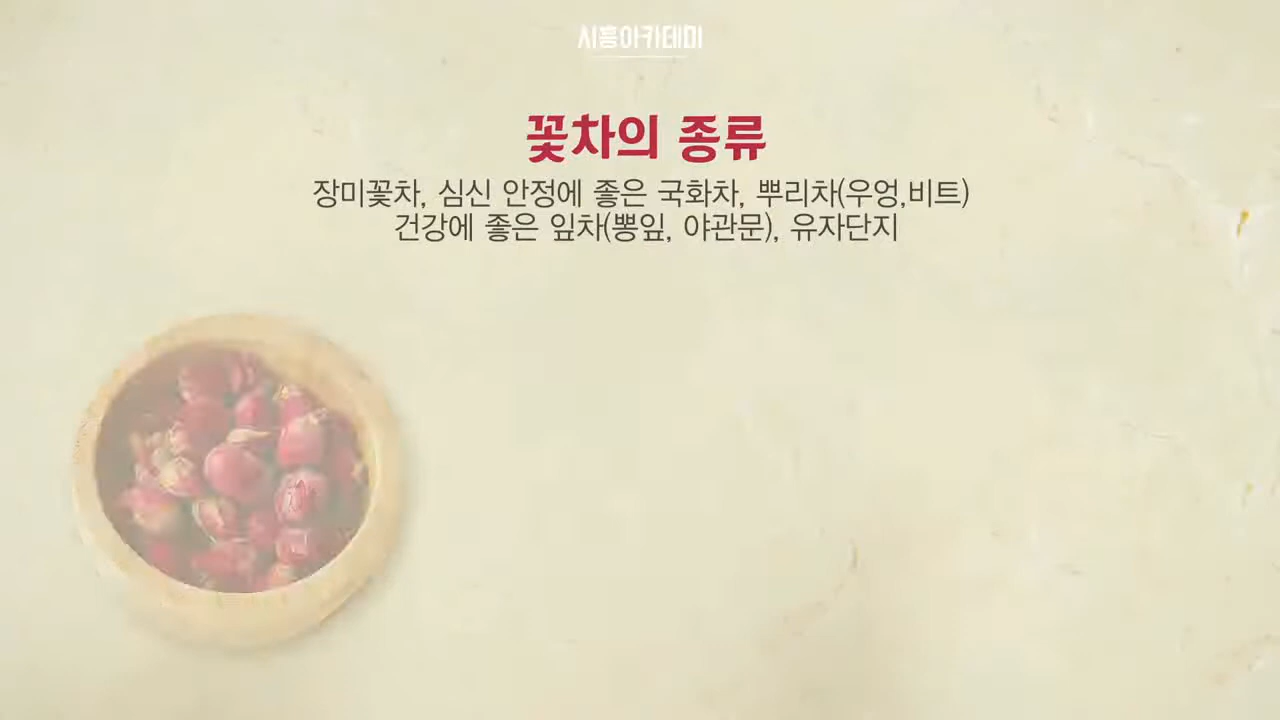 시흥아카데미
꽃차의 종류
장미꽃차, 심신 안정에 좋은 국화차, 뿌리차(우엉,비트)
건강에 좋은 잎차(뽕잎, 야관문), 유자단지